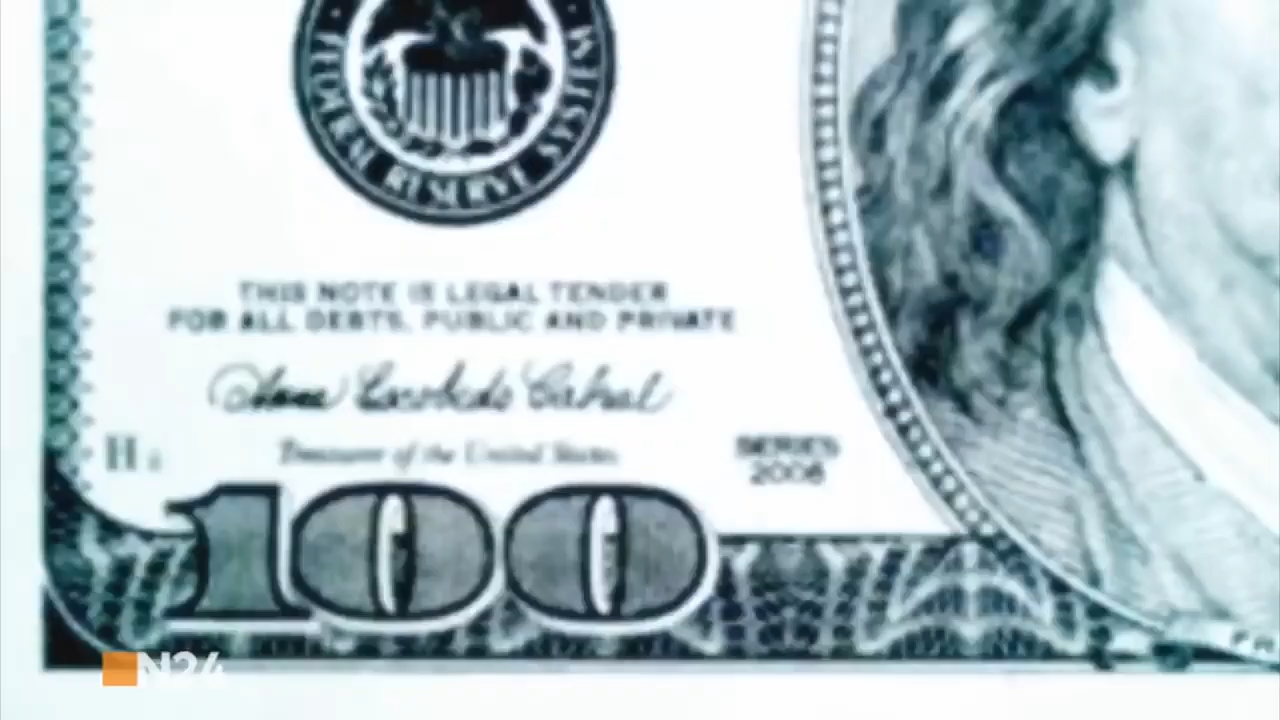 FEDERAL RESERVE SYSTEM
THIS NOTE IS LEGAL TENDER
FOR ALL DEBTS, PUBLIC AND PRIVATE
Cabral
Treasurer of the United States.
H
SERIES
2006
100
N24